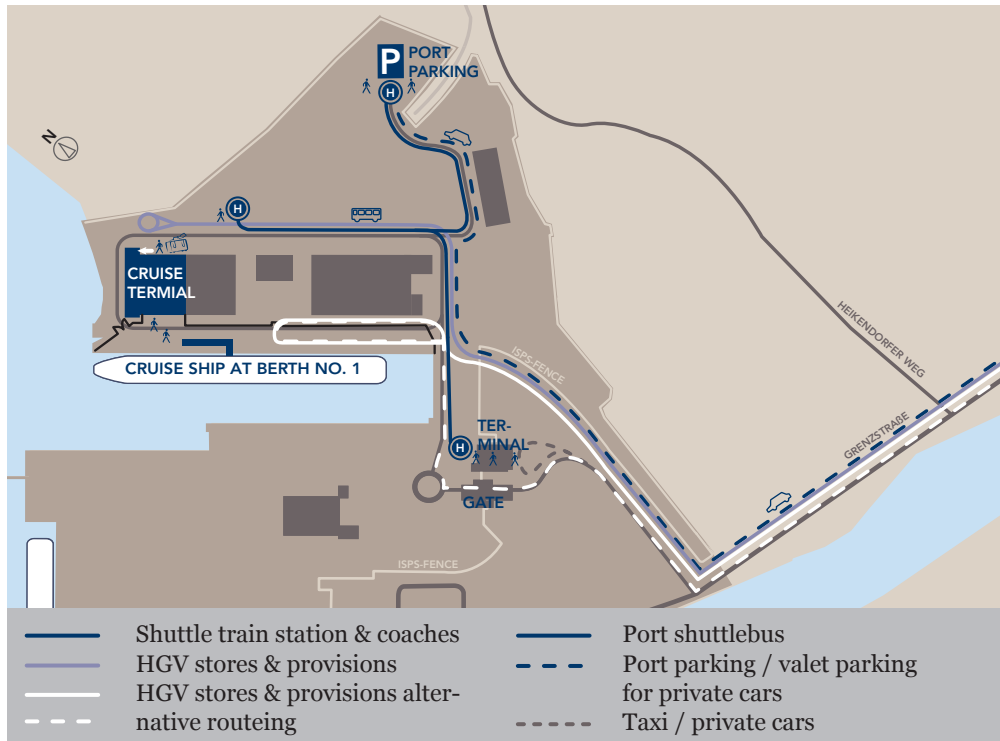 P PORT
PARKING
H
N
H
CRUISE
TERMIAL
CRUISE SHIP AT BERTH NO. 1
ISPS-FENCE
HEIKENDORFER WEG
GRENZSTRAßE
TER-
H MINAL
GATE
ISPS-FENCE
Shuttle train station & coaches
HGV stores & provisions
HGV stores & provisions alter-
native routeing
Port shuttlebus
Port parking / valet parking
for private cars
Taxi / private cars